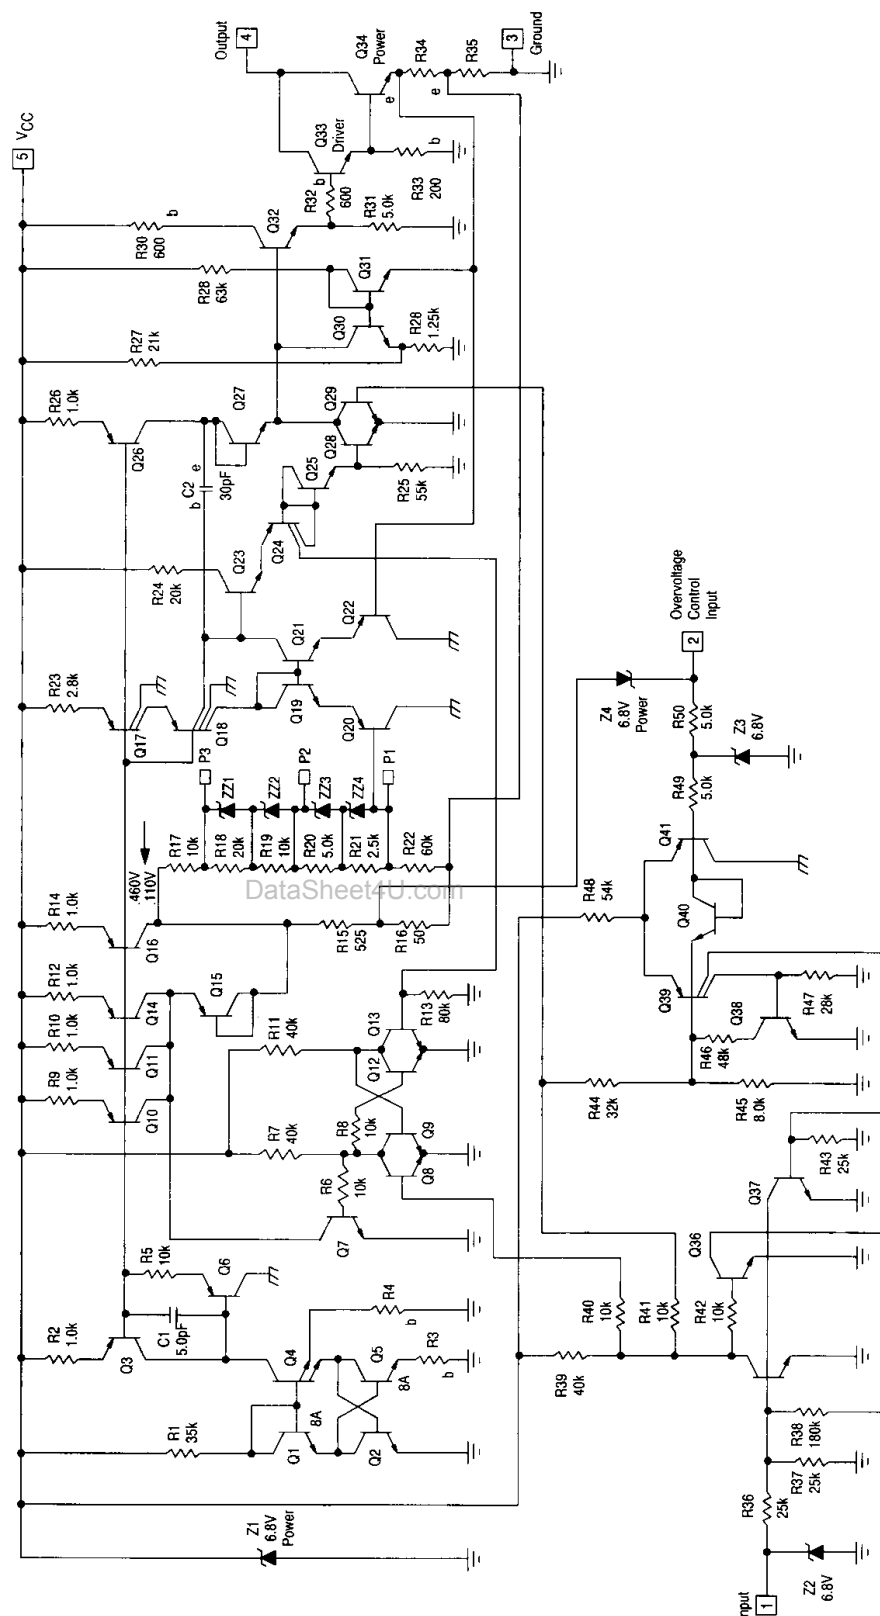 5
VCC
Output
4
Q34
Power
R34
R35
3
Ground
e
e
Q33
Driver
b
R33
200
b
R32
600
R31
5.0k
R30
600
b
Q32
R28
63k
Q31
Q30
R28
1.25k
R27
21k
R26
1.0k
Q26
Q27
C2
30pF
b
e
Q29
Q28
Q25
R25
55k
R24
20k
Q23
Q24
Q22
Q21
R23
2.8k
Q17
Q18
Q19
Q20
P3
P2
P1
ZZ1
ZZ2
ZZ3
ZZ4
R17
10k
R18
20k
R19
10k
R20
5.0k
R21
2.5k
R22
60k
460V
110V
DataSheet4U.com
R14
1.0k
Q16
R15
525
R16
50
R12
1.0k
Q14
Q15
R10
1.0k
Q11
R9
1.0k
Q10
R11
40k
Q13
Q12
R13
80k
R7
40k
R8
10k
Q9
Q8
R6
10k
Q7
R5
10k
Q6
C1
5.0pF
R2
1.0k
Q3
R4
b
Q4
8A
Q5
8A
R3
b
R1
35k
Q1
Q2
Z1
6.8V
Power
Z4
6.8V
Power
2
Overvoltage
Control
Input
R50
5.0k
Z3
6.8V
R49
5.0k
Q41
R48
54k
Q40
Q39
Q38
R47
28k
R46
48k
R44
32k
R45
8.0k
R43
25k
Q37
Q36
R40
10k
R41
10k
R42
10k
R39
40k
R38
180k
R37
25k
R36
25k
Z2
6.8V
1